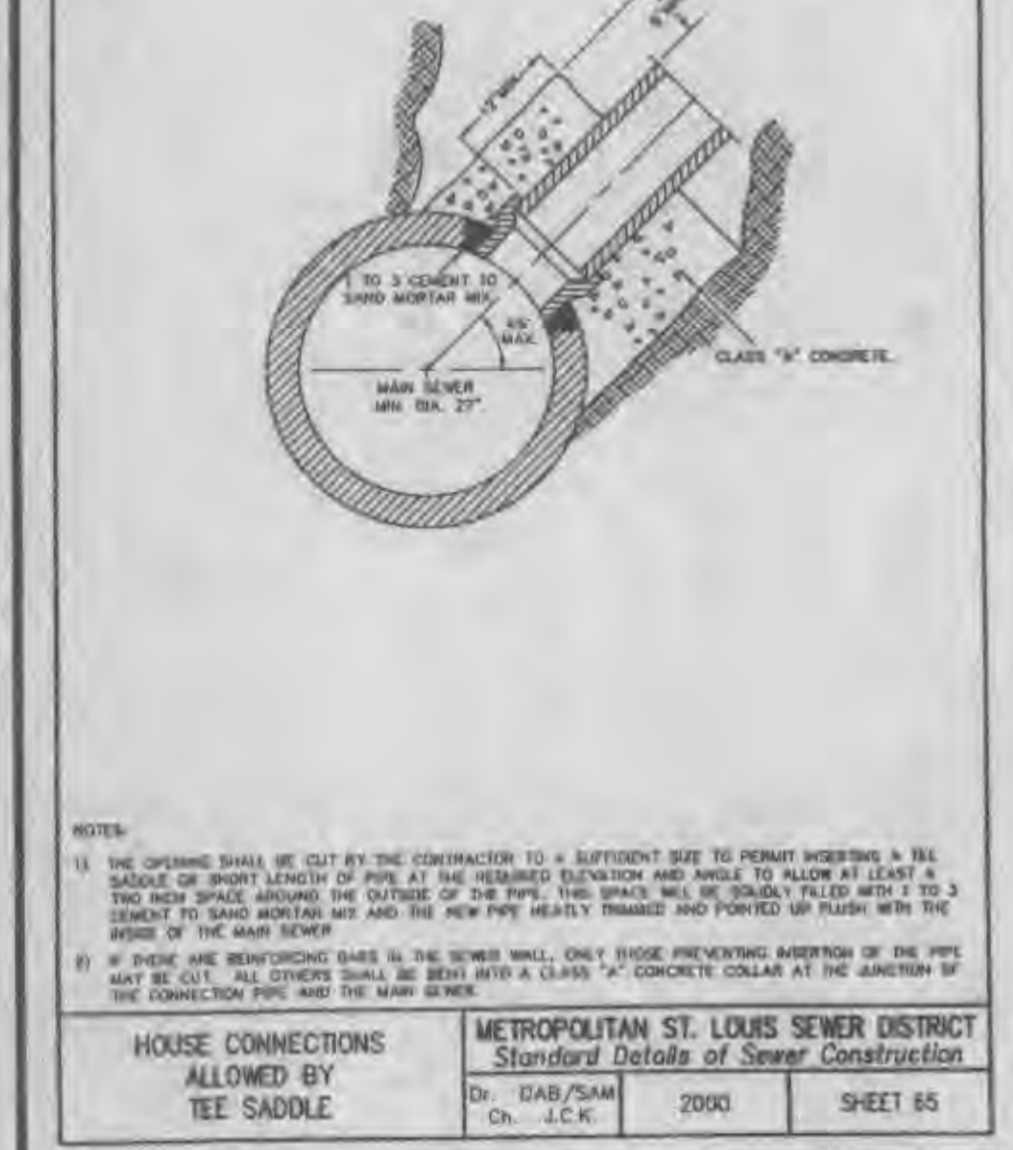 12" MIN.
6"
1 TO 3 CEMENT TO
SAND MORTAR MIX
45°
MAX.
CLASS "A" CONCRETE.
MAIN SEWER
MIN. DIA. 27"
NOTES:
1) THE OPENING SHALL BE CUT BY THE CONTRACTOR TO A SUFFICIENT SIZE TO PERMIT INSERTING A TEE
SADDLE OR SHORT LENGTH OF PIPE AT THE REQUIRED ELEVATION AND ANGLE TO ALLOW AT LEAST A
TWO INCH SPACE AROUND THE OUTSIDE OF THE PIPE. THIS SPACE WILL BE SOLIDLY FILLED WITH 1 TO 3
CEMENT TO SAND MORTAR MIX AND THE NEW PIPE NEATLY TRIMMED AND POINTED UP FLUSH WITH THE
INSIDE OF THE MAIN SEWER
2) IF THERE ARE REINFORCING BARS IN THE SEWER WALL, ONLY THOSE PREVENTING INSERTION OF THE PIPE
MAY BE CUT. ALL OTHERS SHALL BE BENT INTO A CLASS "A" CONCRETE COLLAR AT THE JUNCTION OF
THE CONNECTION PIPE AND THE MAIN SEWER.
HOUSE CONNECTIONS
ALLOWED BY
TEE SADDLE
METROPOLITAN ST. LOUIS SEWER DISTRICT
Standard Details of Sewer Construction
Dr. DAB/SAM
Ch. J.C.K.
2000
SHEET 65